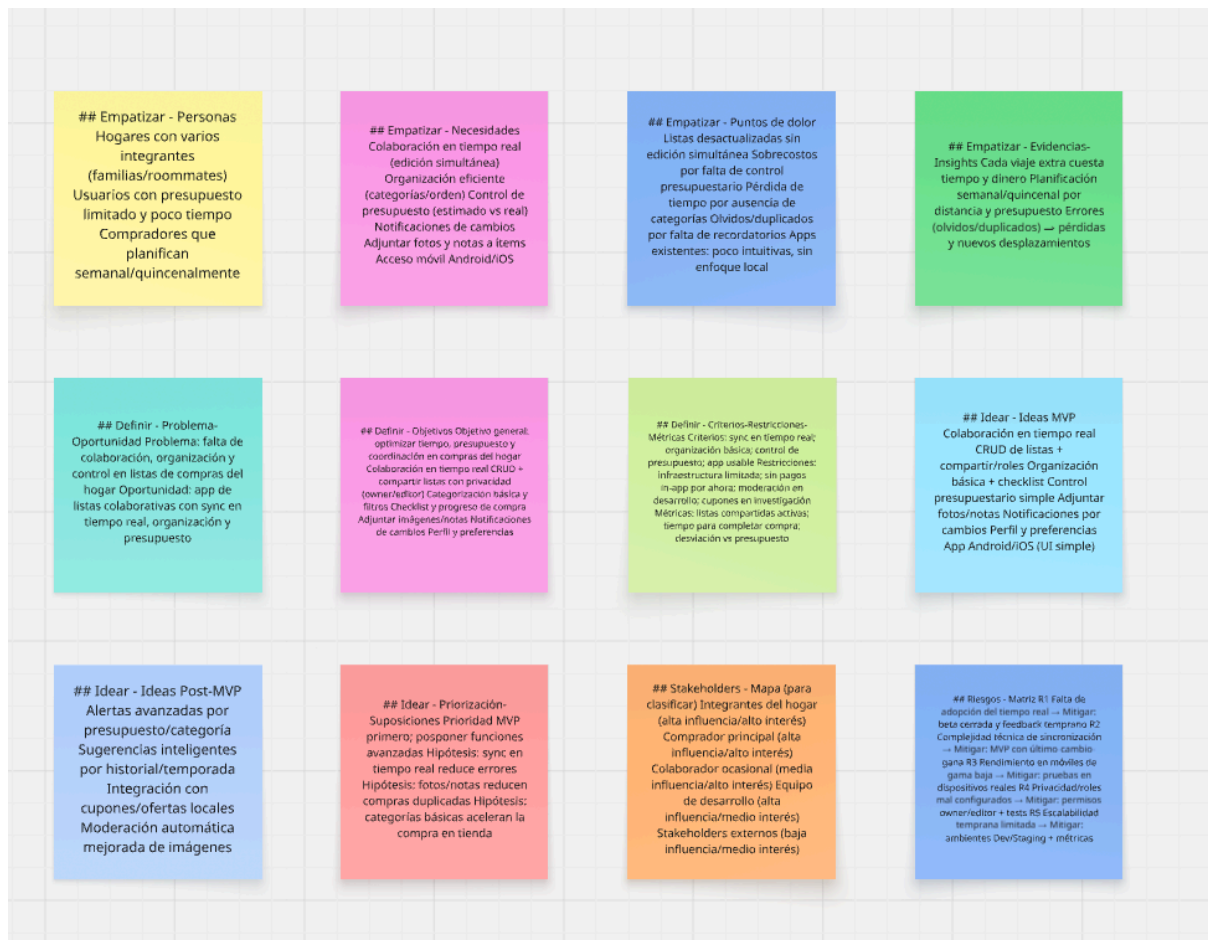 ## Empatizar - Personas
Hogares con varios
integrantes
(familias/roommates)
Usuarios con presupuesto
limitado y poco tiempo
Compradores que
planifican
semanal/quincenalmente
## Empatizar - Necesidades
Colaboración en tiempo real
(edición simultánea)
Organización eficiente
(categorías/orden) Control de
presupuesto (estimado vs real)
Notificaciones de cambios
Adjuntar fotos y notas a ítems
Acceso móvil Android/iOS
## Empatizar - Puntos de dolor
Listas desactualizadas sin
edición simultánea Sobrecostos
por falta de control
presupuestario Pérdida de
tiempo por ausencia de
categorías Olvidos/duplicados
por falta de recordatorios Apps
existentes: poco intuitivas, sin
enfoque local
## Empatizar - Evidencias-
Insights Cada viaje extra cuesta
tiempo y dinero Planificación
semanal/quincenal por
distancia y presupuesto Errores
(olvidos/duplicados) → pérdidas
y nuevos desplazamientos
## Definir - Problema-
Oportunidad Problema: falta de
colaboración, organización y
control en listas de compras del
hogar Oportunidad: app de
listas colaborativas con sync en
tiempo real, organización y
presupuesto
## Definir - Objetivos Objetivo general:
optimizar tiempo, presupuesto y
coordinación en compras del hogar
Colaboración en tiempo real CRUD +
compartir listas con privacidad
(owner/editor) Categorización básica y
filtros Checklist y progreso de compra
Adjuntar imágenes/notas Notificaciones
de cambios Perfil y preferencias
## Definir - Criterios-Restricciones-
Métricas Criterios: sync en tiempo real;
organización básica; control de
presupuesto; app usable Restricciones:
infraestructura limitada; sin pagos
in-app por ahora; moderación en
desarrollo; cupones en investigación
Métricas: listas compartidas activas;
tiempo para completar compra;
desviación vs presupuesto
## Idear - Ideas MVP
Colaboración en tiempo real
CRUD de listas +
compartir/roles Organización
básica + checklist Control
presupuestario simple Adjuntar
fotos/notas Notificaciones por
cambios Perfil y preferencias
App Android/iOS (UI simple)
## Idear - Ideas Post-MVP
Alertas avanzadas por
presupuesto/categoría
Sugerencias inteligentes
por historial/temporada
Integración con
cupones/ofertas locales
Moderación automática
mejorada de imágenes
## Idear - Priorización-
Suposiciones Prioridad MVP
primero; posponer funciones
avanzadas Hipótesis: sync en
tiempo real reduce errores
Hipótesis: fotos/notas reducen
compras duplicadas Hipótesis:
categorías básicas aceleran la
compra en tienda
## Stakeholders - Mapa (para
clasificar) Integrantes del hogar
(alta influencia/alto interés)
Comprador principal (alta
influencia/alto interés)
Colaborador ocasional (media
influencia/alto interés) Equipo
de desarrollo (alta
influencia/medio interés)
Stakeholders externos (baja
influencia/medio interés)
## Riesgos - Matriz R1 Falta de
adopción del tiempo real → Mitigar:
beta cerrada y feedback temprano R2
Complejidad técnica de sincronización
→ Mitigar: MVP con último cambio
gana R3 Rendimiento en móviles de
gama baja → Mitigar: pruebas en
dispositivos reales R4 Privacidad/roles
mal configurados → Mitigar: permisos
owner/editor + tests R5 Escalabilidad
temprana limitada → Mitigar:
ambientes Dev/Staging + métricas